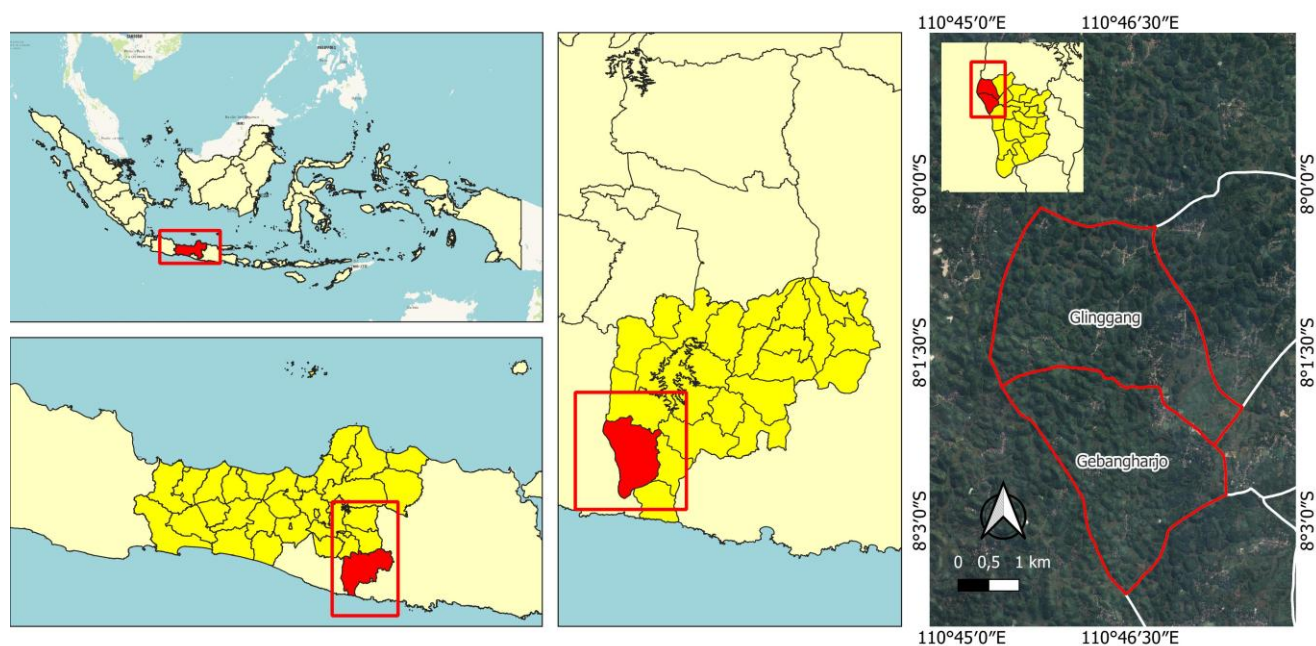 110°45′0″E 110°46′30″E
8°0′0″S 8°0′0″S
Glinggang
8°1′30″S 8°1′30″S
Gebangharjo
8°3′0″S 8°3′0″S
0 0,5 1 km
110°45′0″E 110°46′30″E